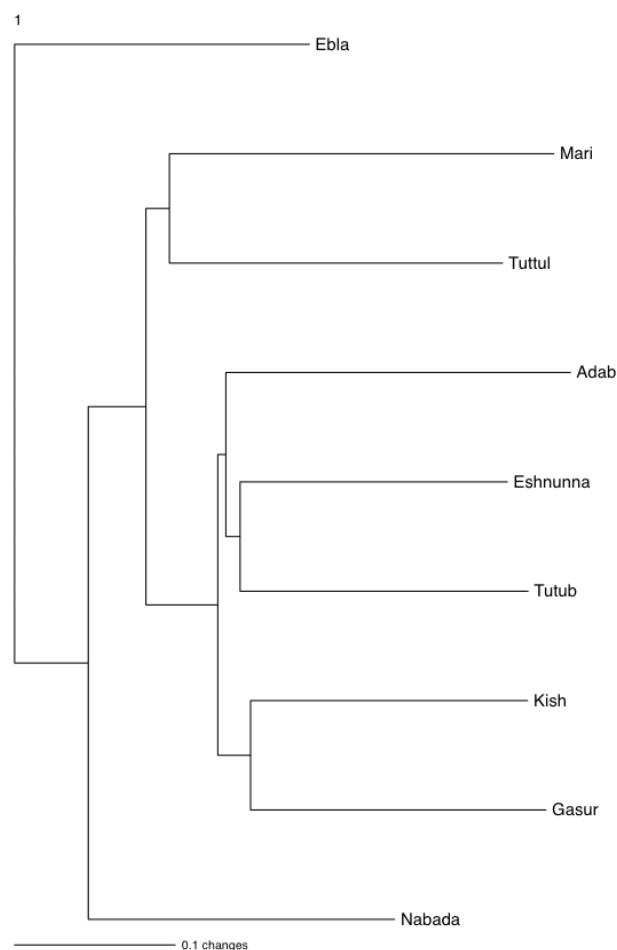 1
Ebla
Mari
Tuttul
Adab
Eshnunna
Tutub
Kish
Gasur
Nabada
0.1 changes